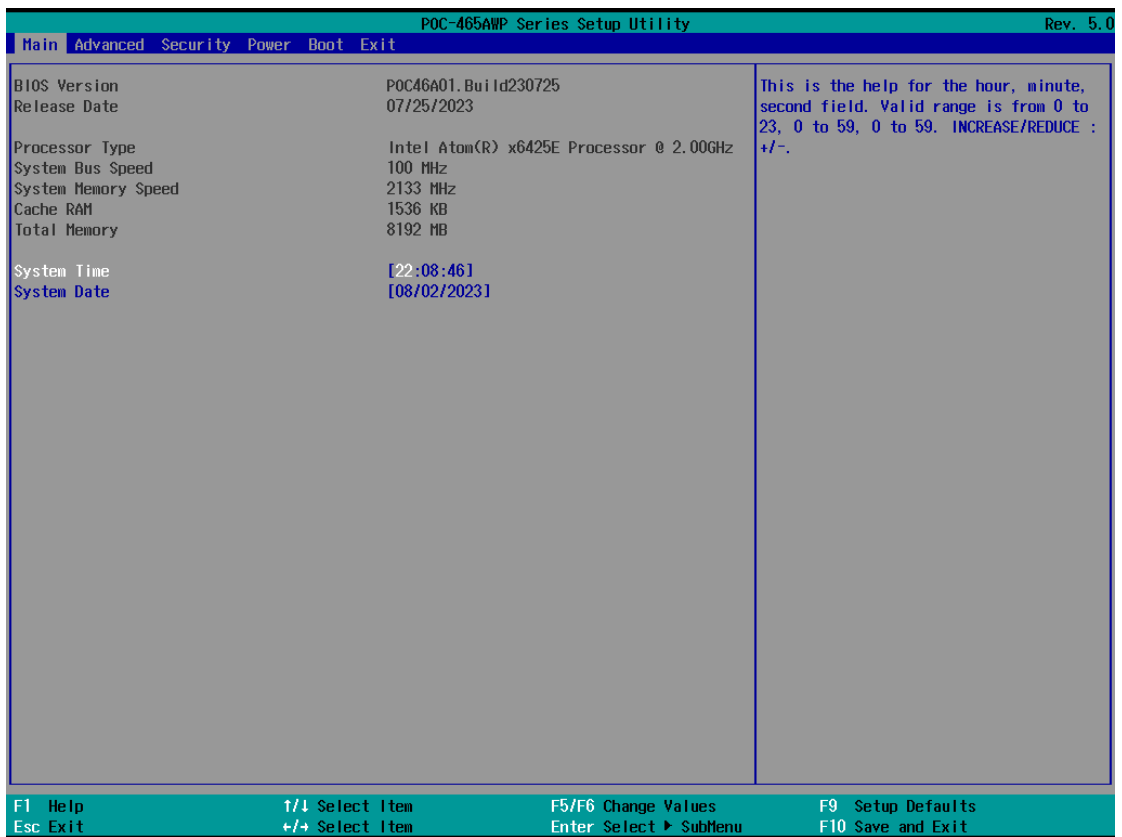 POC-465AWP Series Setup Utility Rev. 5.0
Main Advanced Security Power Boot Exit
BIOS Version POC46A01.Build230725
Release Date 07/25/2023
Processor Type Intel Atom(R) x6425E Processor @ 2.00GHz
System Bus Speed 100 MHz
System Memory Speed 2133 MHz
Cache RAM 1536 KB
Total Memory 8192 MB
System Time [22:08:46]
System Date [08/02/2023]
This is the help for the hour, minute,
second field. Valid range is from 0 to
23, 0 to 59, 0 to 59. INCREASE/REDUCE :
+/-.
F1 Help ↑/↓ Select Item F5/F6 Change Values F9 Setup Defaults
Esc Exit ←/→ Select Item Enter Select ▶ SubMenu F10 Save and Exit